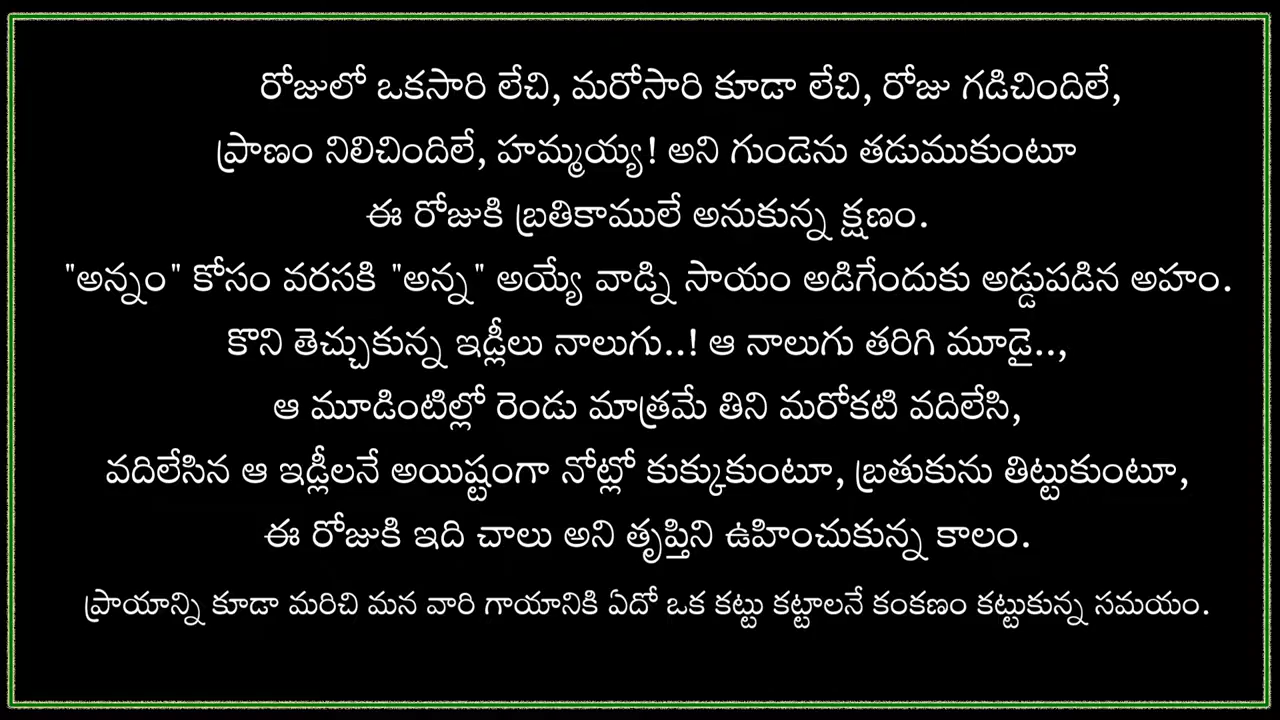 రోజులో ఒకసారి లేచి, మరోసారి కూడా లేచి, రోజు గడిచిందిలే,
ప్రాణం నిలిచిందిలే, హమ్మయ్య! అని గుండెను తడుముకుంటూ
ఈ రోజుకి బ్రతికాములే అనుకున్న క్షణం.
"అన్నం" కోసం వరసకి "అన్న" అయ్యే వాడ్ని సాయం అడిగేందుకు అడ్డుపడిన అహం.
కొని తెచ్చుకున్న ఇడ్లీలు నాలుగు..! ఆ నాలుగు తరిగి మూడై..,
ఆ మూడింటిల్లో రెండు మాత్రమే తిని మరోకటి వదిలేసి,
వదిలేసిన ఆ ఇడ్లీలనే అయిష్టంగా నోట్లో కుక్కుకుంటూ, బ్రతుకును తిట్టుకుంటూ,
ఈ రోజుకి ఇది చాలు అని తృప్తిని ఉహించుకున్న కాలం.
ప్రాయాన్ని కూడా మరిచి మన వారి గాయానికి ఏదో ఒక కట్టు కట్టాలనే కంకణం కట్టుకున్న సమయం.